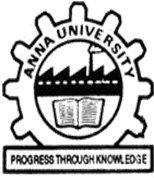 ANNA UNIVERSITY
PROGRESS THROUGH KNOWLEDGE